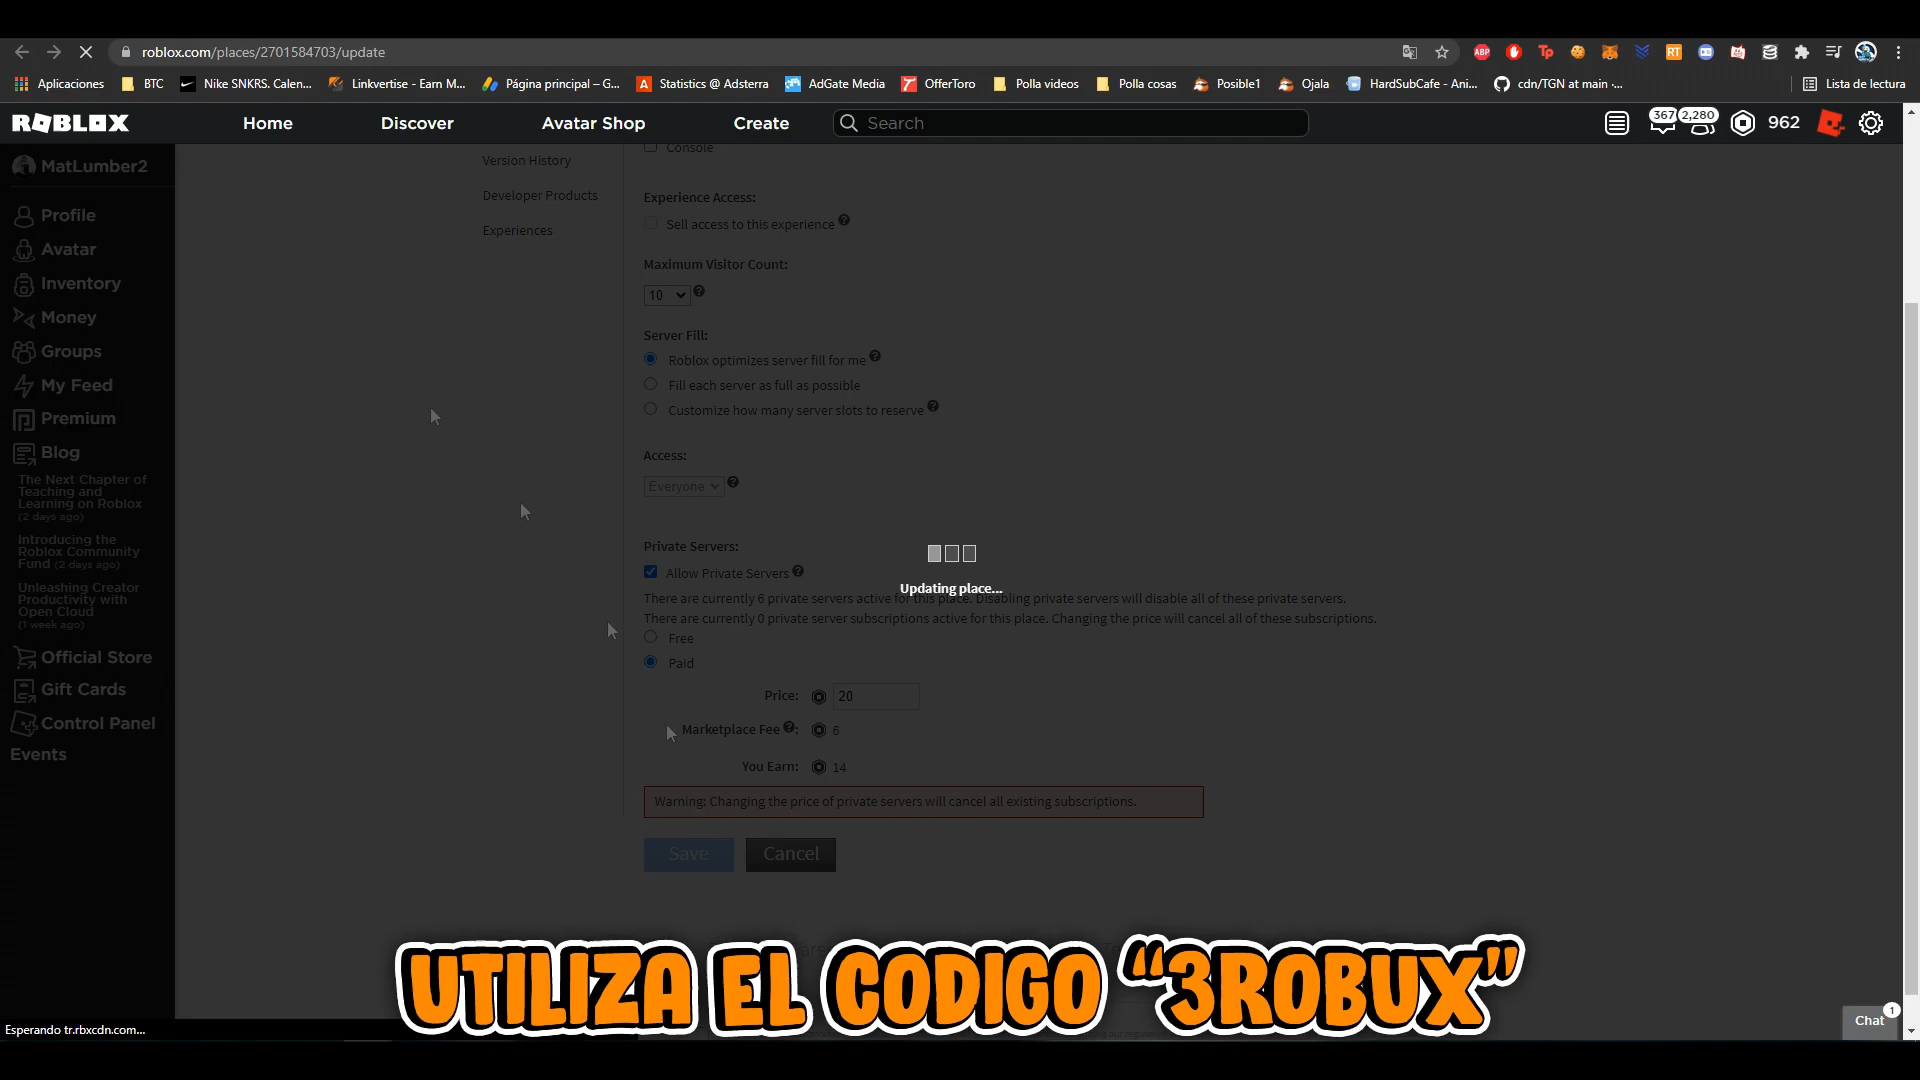 roblox.com/places/2701584703/update
ABP
Tp
RT
Aplicaciones
BTC
Nike SNKRS. Calen...
Linkvertise - Earn M...
Página principal – G...
Statistics @ Adsterra
AdGate Media
OfferToro
Polla videos
Polla cosas
Posible1
Ojala
HardSubCafe - Ani...
cdn/TGN at main ·...
Lista de lectura
ROBLOX
Home
Discover
Avatar Shop
Create
Search
367
2,280
962
MatLumber2
Profile
Avatar
Inventory
Money
Groups
My Feed
Premium
Blog
The Next Chapter of
Teaching and
Learning on Roblox
(2 days ago)
Introducing the
Roblox Community
Fund (2 days ago)
Unleashing Creator
Productivity with
Open Cloud
(1 week ago)
Official Store
Gift Cards
Control Panel
Events
Version History
Developer Products
Experiences
Console
Experience Access:
Sell access to this experience
Maximum Visitor Count:
10
Server Fill:
Roblox optimizes server fill for me
Fill each server as full as possible
Customize how many server slots to reserve
Access:
Everyone
Private Servers:
Allow Private Servers
Updating place...
There are currently 6 private servers active for this place. Disabling private servers will disable all of these private servers.
There are currently 0 private server subscriptions active for this place. Changing the price will cancel all of these subscriptions.
Free
Paid
Price: 20
Marketplace Fee : 6
You Earn: 14
Warning: Changing the price of private servers will cancel all existing subscriptions.
Save
Cancel
UTILIZA EL CODIGO “3ROBUX”
Esperando tr.rbxcdn.com...
Chat
1